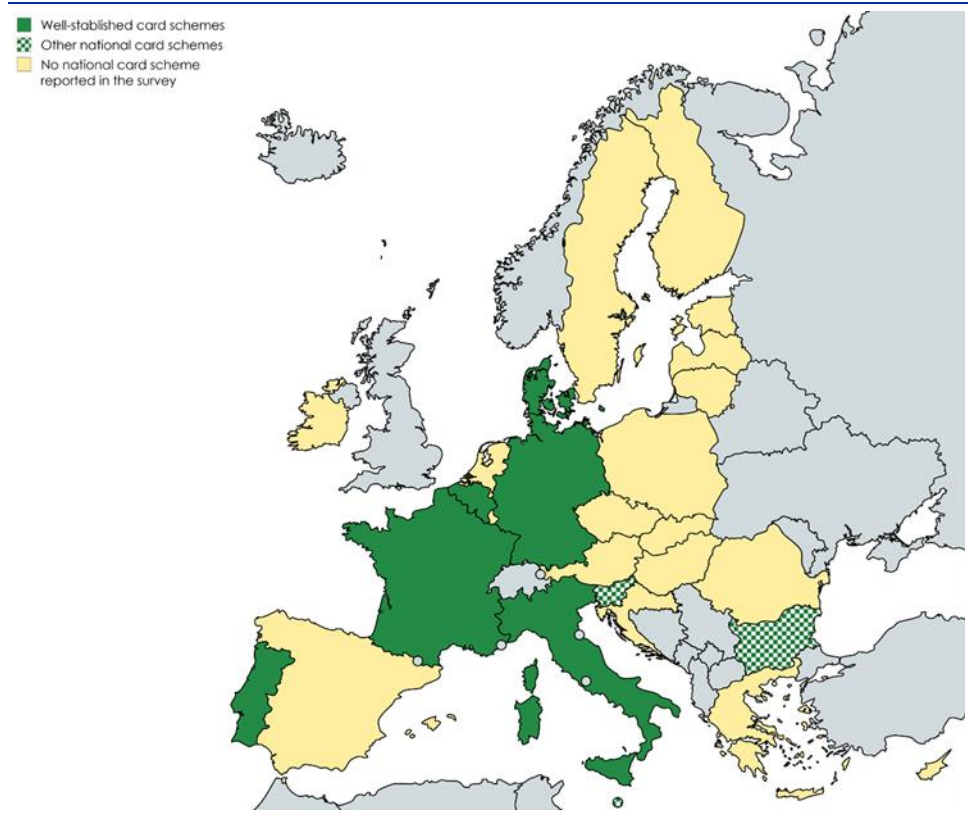 Well-stablished card schemes
Other national card schemes
No national card scheme
reported in the survey